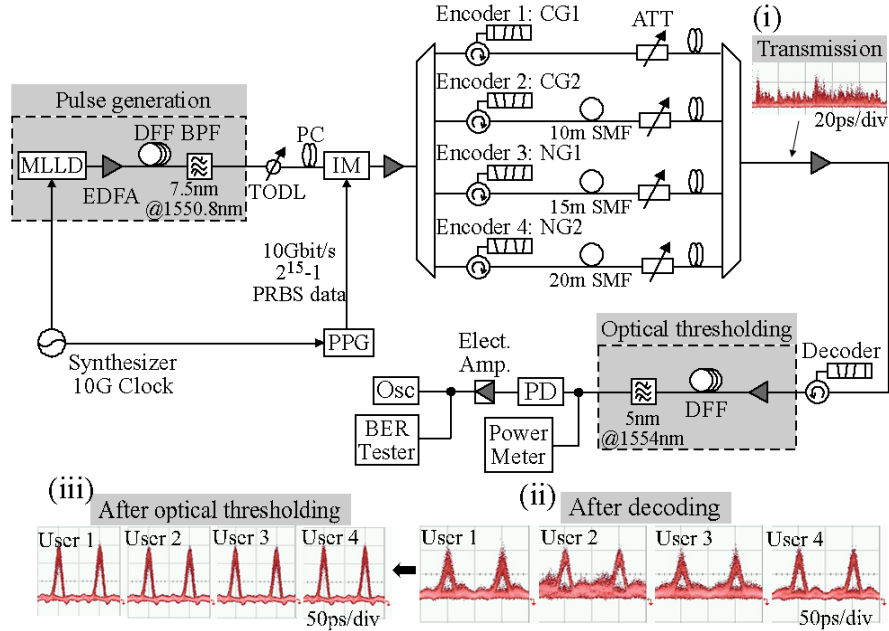 Encoder 1: CG1
ATT
(i)
Transmission
20ps/div
Encoder 2: CG2
10m SMF
Pulse generation
DFF BPF
PC
MLLD
IM
EDFA
7.5nm
@1550.8nm
TODL
Encoder 3: NG1
15m SMF
Encoder 4: NG2
20m SMF
10Gbit/s
2¹⁵-1
PRBS data
PPG
Synthesizer
10G Clock
Optical thresholding
Decoder
Elect.
Amp.
Osc
PD
DFF
5nm
@1554nm
BER
Tester
Power
Meter
(iii)
After optical thresholding
User 1
User 2
User 3
User 4
50ps/div
(ii)
After decoding
User 1
User 2
User 3
User 4
50ps/div